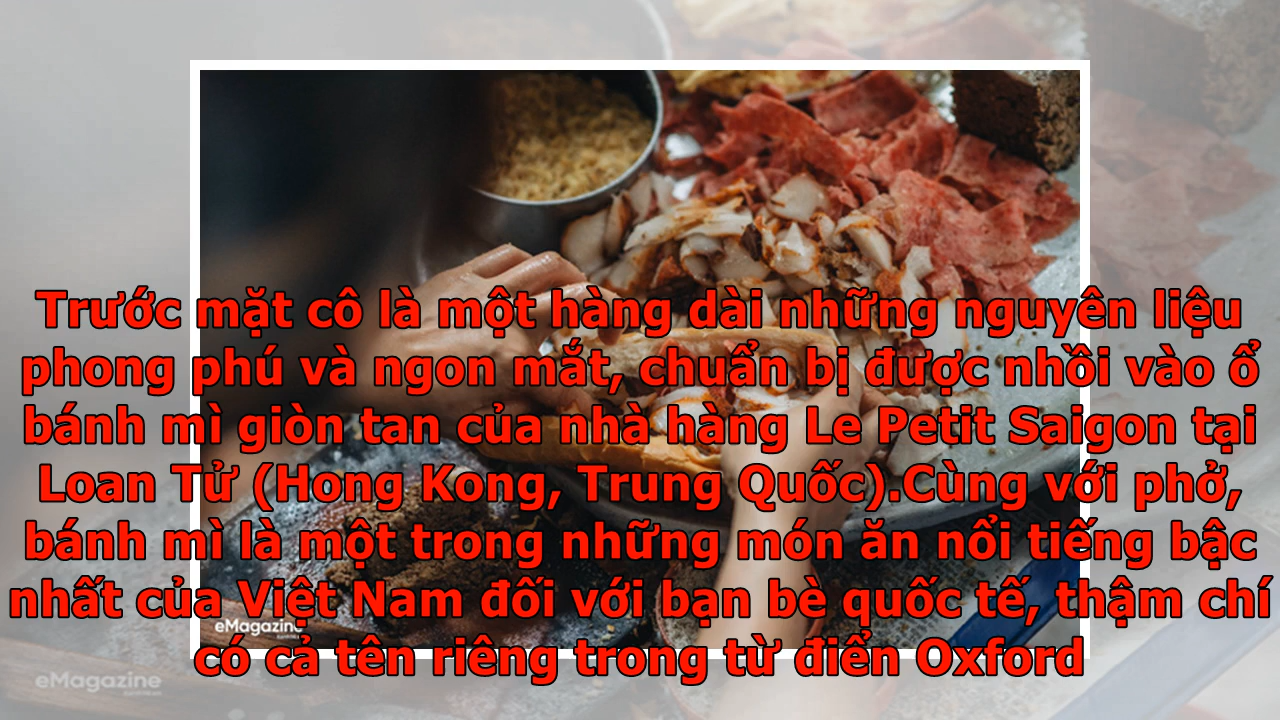 Trước mặt cô là một hàng dài những nguyên liệu
phong phú và ngon mắt, chuẩn bị được nhồi vào ổ
bánh mì giòn tan của nhà hàng Le Petit Saigon tại
Loan Tử (Hong Kong, Trung Quốc).Cùng với phở,
bánh mì là một trong những món ăn nổi tiếng bậc
nhất của Việt Nam đối với bạn bè quốc tế, thậm chí
có cả tên riêng trong từ điển Oxford
eMagazine
eMagazine